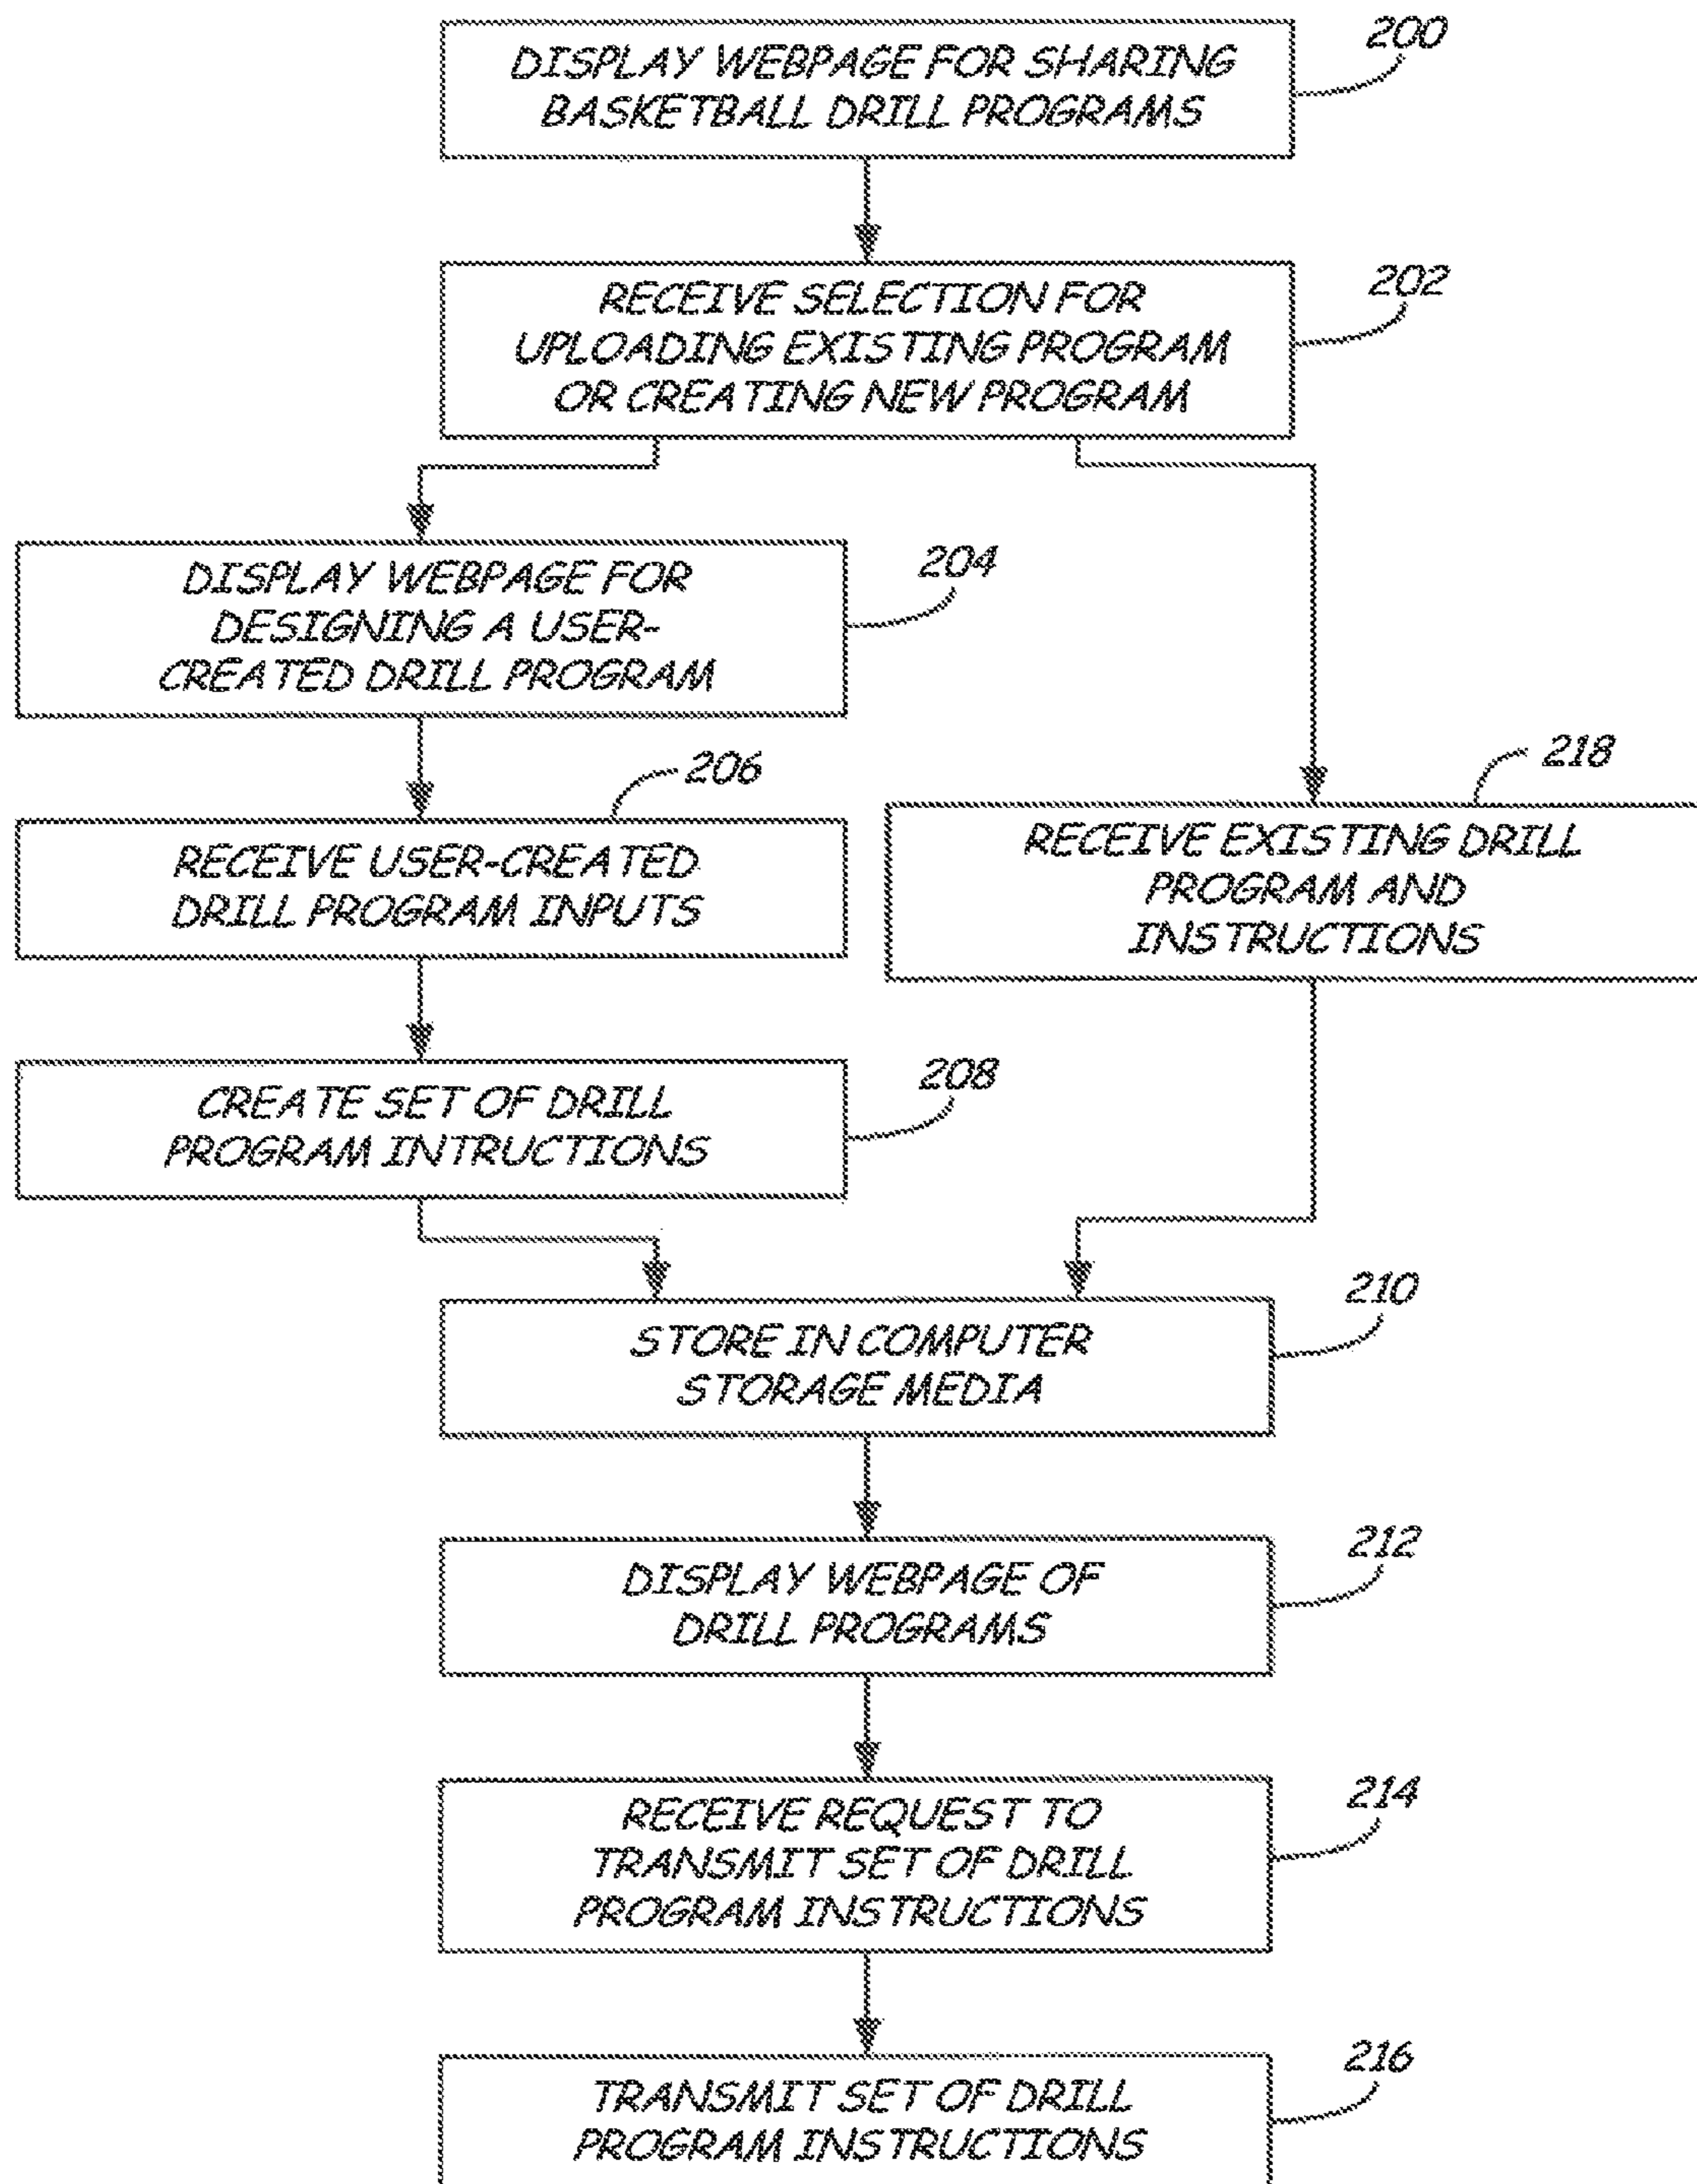 200
DISPLAY WEBPAGE FOR SHARING
BASKETBALL DRILL PROGRAMS
202
RECEIVE SELECTION FOR
UPLOADING EXISTING PROGRAM
OR CREATING NEW PROGRAM
204
DISPLAY WEBPAGE FOR
DESIGNING A USER-
CREATED DRILL PROGRAM
206
RECEIVE USER-CREATED
DRILL PROGRAM INPUTS
218
RECEIVE EXISTING DRILL
PROGRAM AND
INSTRUCTIONS
208
CREATE SET OF DRILL
PROGRAM INTRUCTIONS
210
STORE IN COMPUTER
STORAGE MEDIA
212
DISPLAY WEBPAGE OF
DRILL PROGRAMS
214
RECEIVE REQUEST TO
TRANSMIT SET OF DRILL
PROGRAM INSTRUCTIONS
216
TRANSMIT SET OF DRILL
PROGRAM INSTRUCTIONS